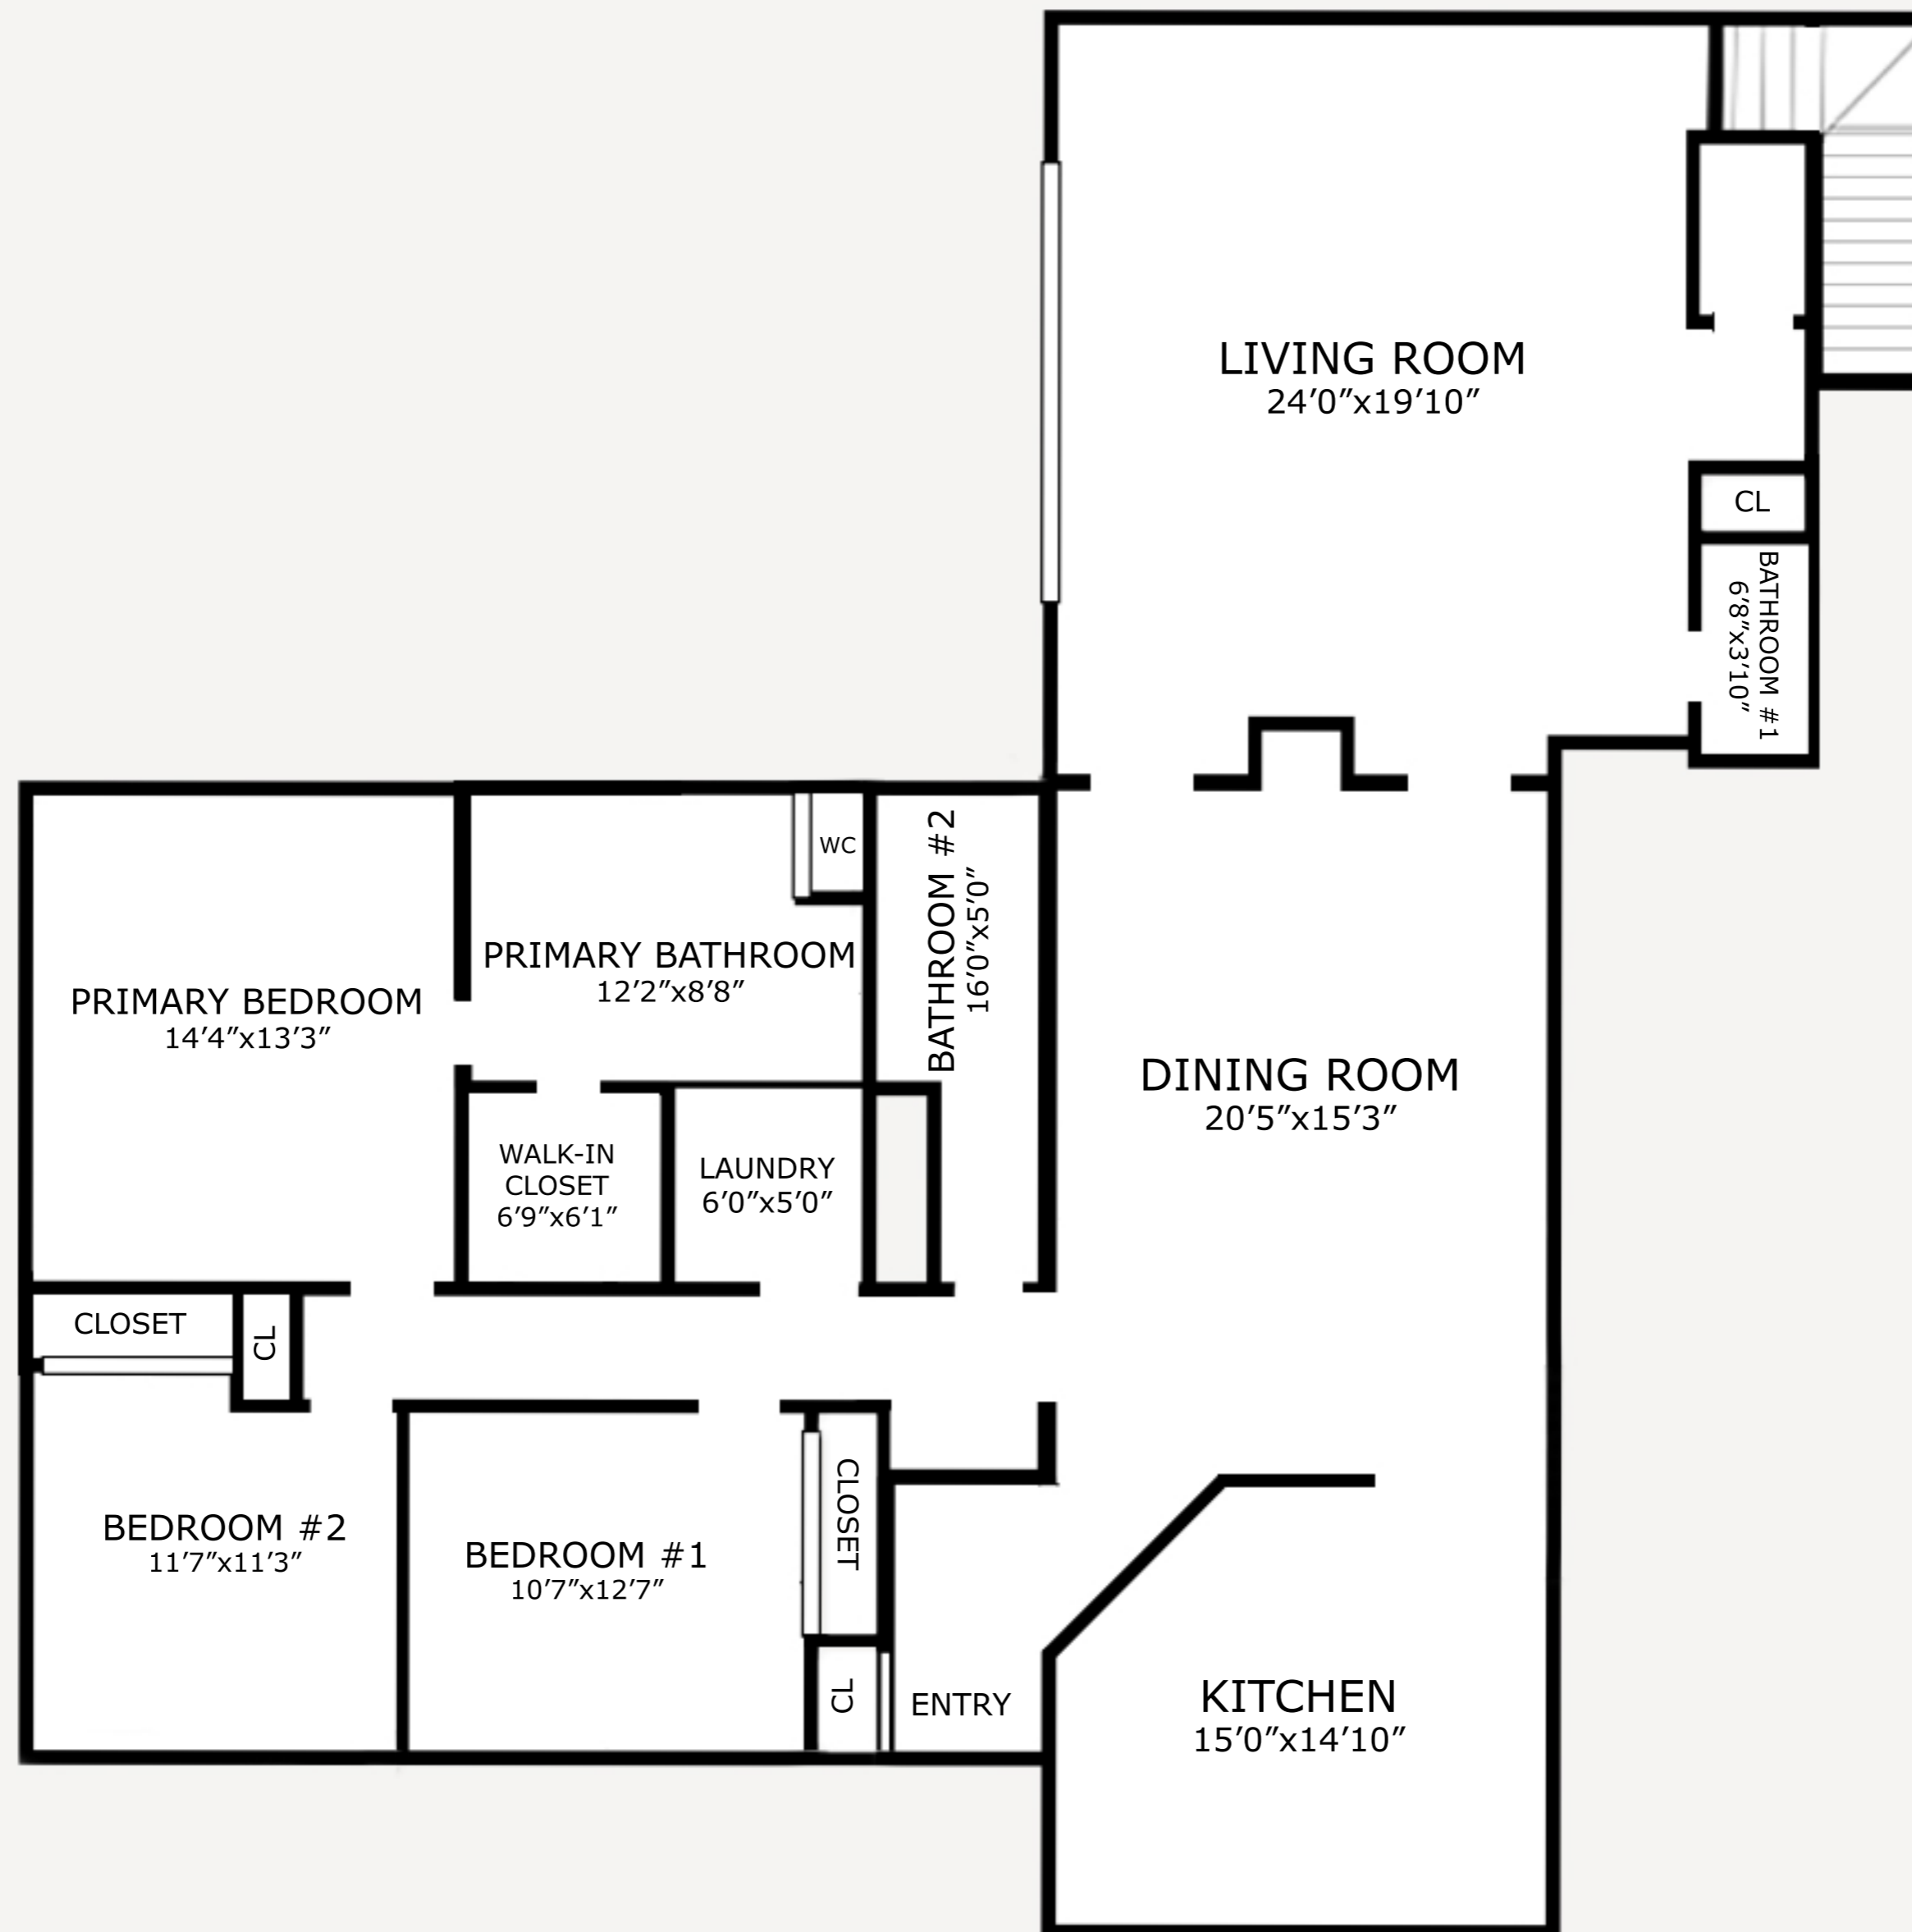 LIVING ROOM
24'0"x19'10"
CL
BATHROOM #1
6'8"x3'10"
WC
BATHROOM #2
16'0"x5'0"
PRIMARY BATHROOM
12'2"x8'8"
PRIMARY BEDROOM
14'4"x13'3"
DINING ROOM
20'5"x15'3"
WALK-IN
CLOSET
6'9"x6'1"
LAUNDRY
6'0"x5'0"
CLOSET
CL
CLOSET
BEDROOM #2
11'7"x11'3"
BEDROOM #1
10'7"x12'7"
CL
ENTRY
KITCHEN
15'0"x14'10"